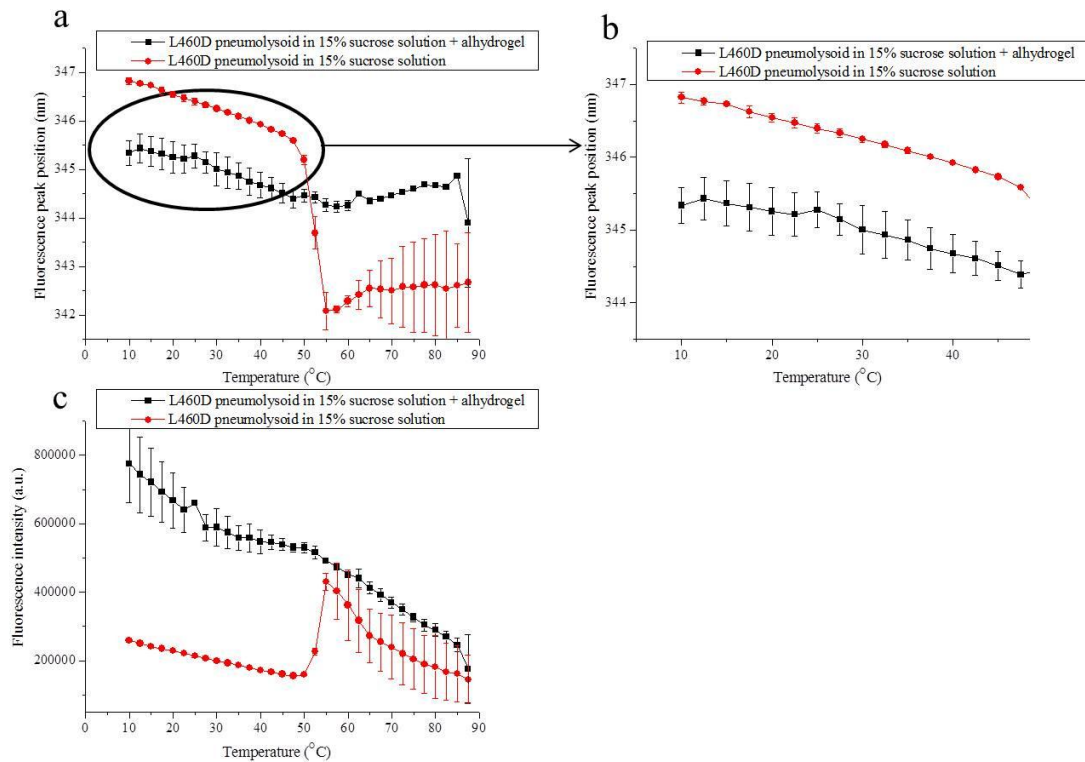 a
L460D pneumolysoid in 15% sucrose solution + alhydrogel
L460D pneumolysoid in 15% sucrose solution
347
346
345
344
343
342
Fluorescence peak position (nm)
0 10 20 30 40 50 60 70 80 90
Temperature (°C)
b
L460D pneumolysoid in 15% sucrose solution + alhydrogel
L460D pneumolysoid in 15% sucrose solution
347
346
345
344
Fluorescence peak position (nm)
10 20 30 40
Temperature (°C)
c
L460D pneumolysoid in 15% sucrose solution + alhydrogel
L460D pneumolysoid in 15% sucrose solution
800000
600000
400000
200000
Fluorescence intensity (a.u.)
0 10 20 30 40 50 60 70 80 90
Temperature (°C)